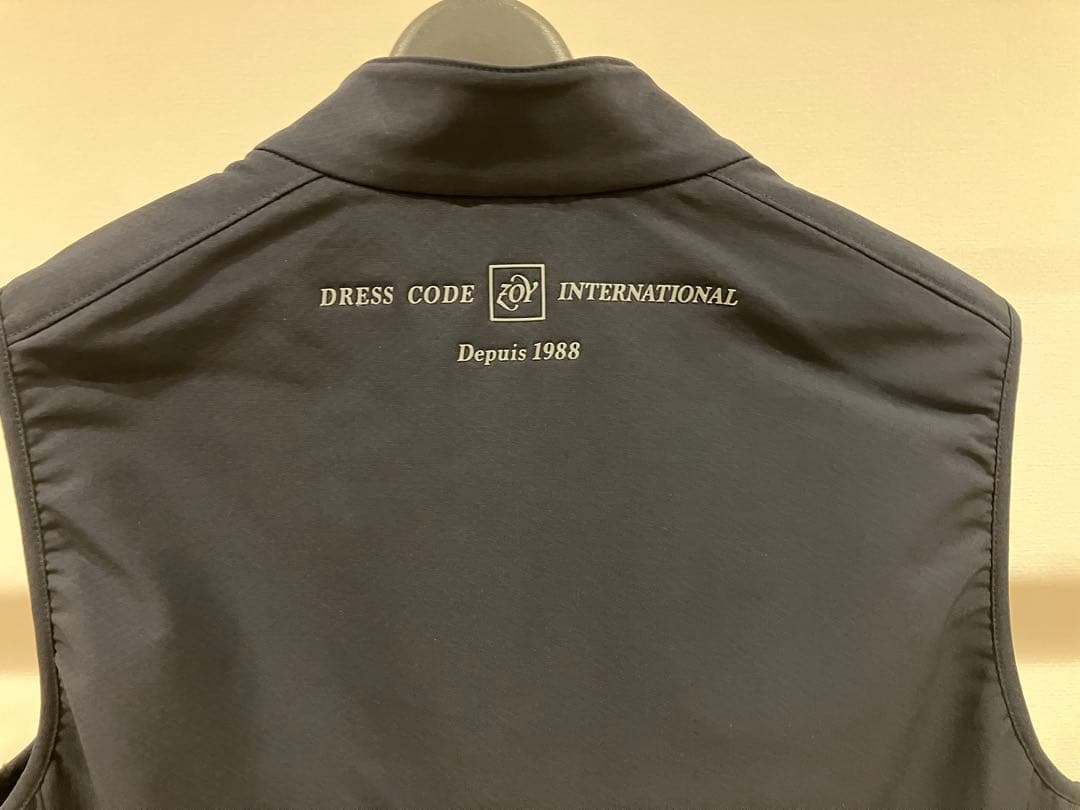 DRESS CODE ZOY INTERNATIONAL
Depuis 1988